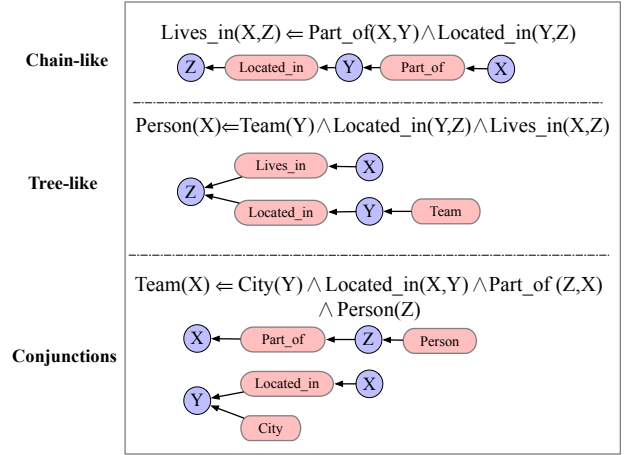 Lives_in(X,Z) ⇐ Part_of(X,Y)∧Located_in(Y,Z)
Chain-like
Z Located_in Y Part_of X
Person(X)⇐Team(Y)∧Located_in(Y,Z)∧Lives_in(X,Z)
Lives_in X
Tree-like
Z
Located_in Y Team
Team(X) ⇐ City(Y) ∧Located_in(X,Y) ∧Part_of (Z,X)
∧Person(Z)
X Part_of Z Person
Conjunctions
Located_in X
Y
City